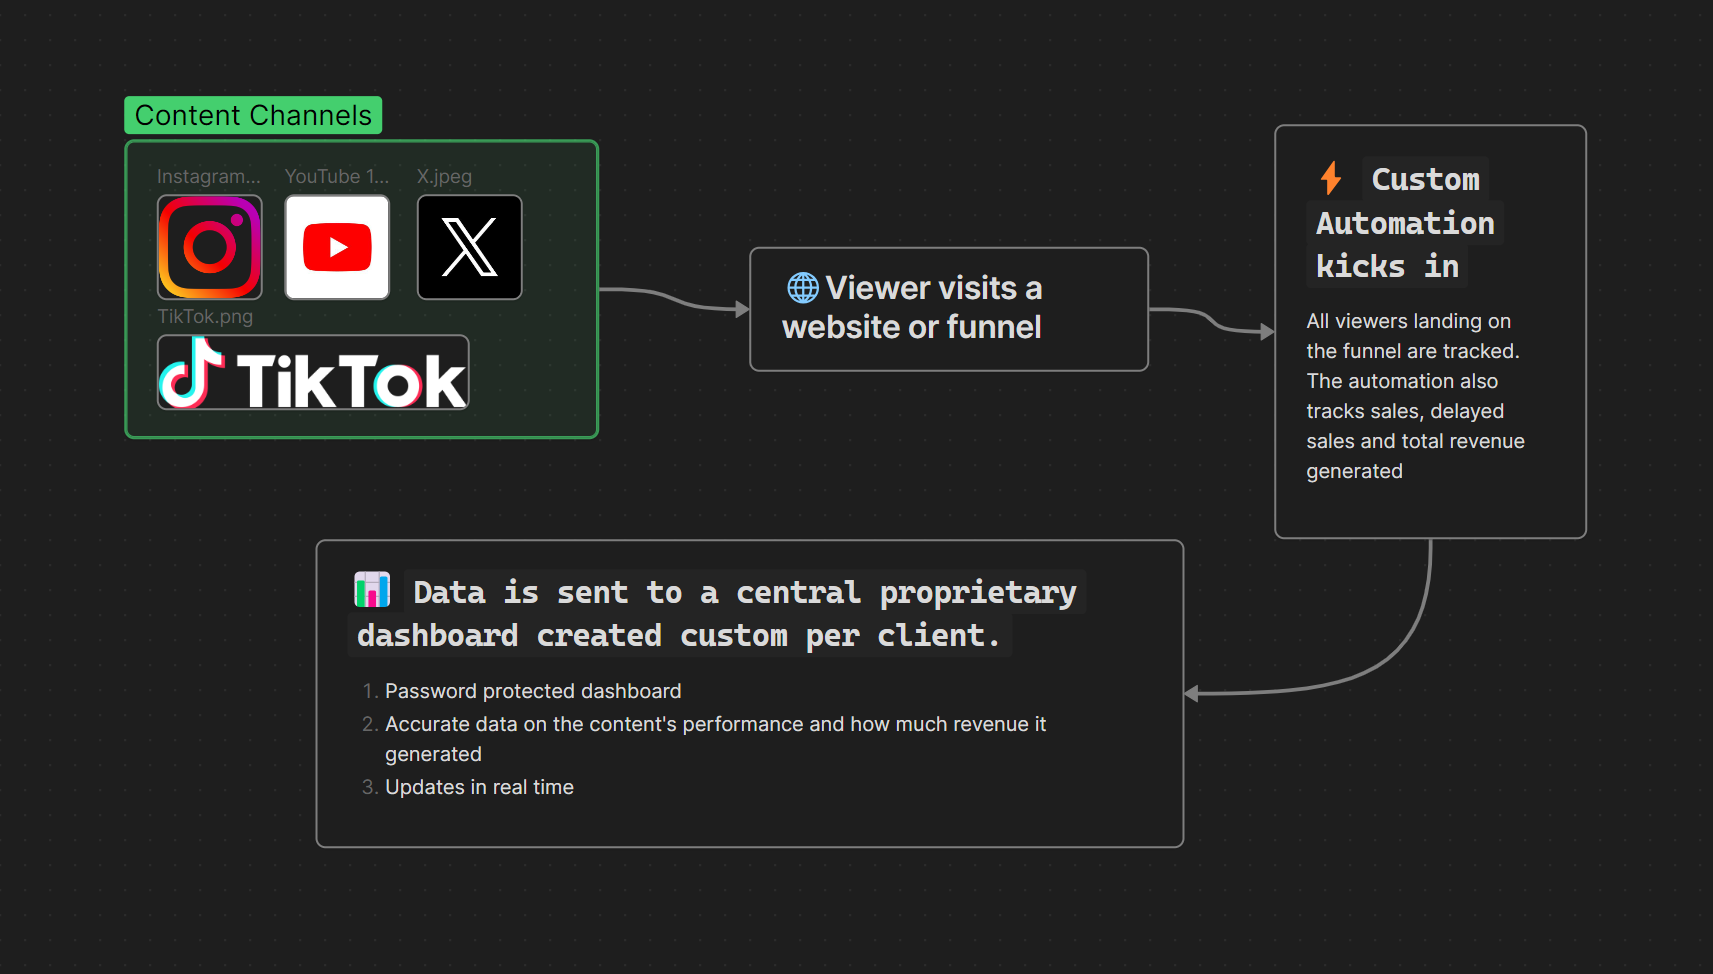 Content Channels
Instagram...
YouTube 1...
X.jpeg
TikTok.png
TikTok
🌐Viewer visits a
website or funnel
⚡ Custom
Automation
kicks in
All viewers landing on
the funnel are tracked.
The automation also
tracks sales, delayed
sales and total revenue
generated
📊 Data is sent to a central proprietary
dashboard created custom per client.
1. Password protected dashboard
2. Accurate data on the content's performance and how much revenue it
generated
3. Updates in real time